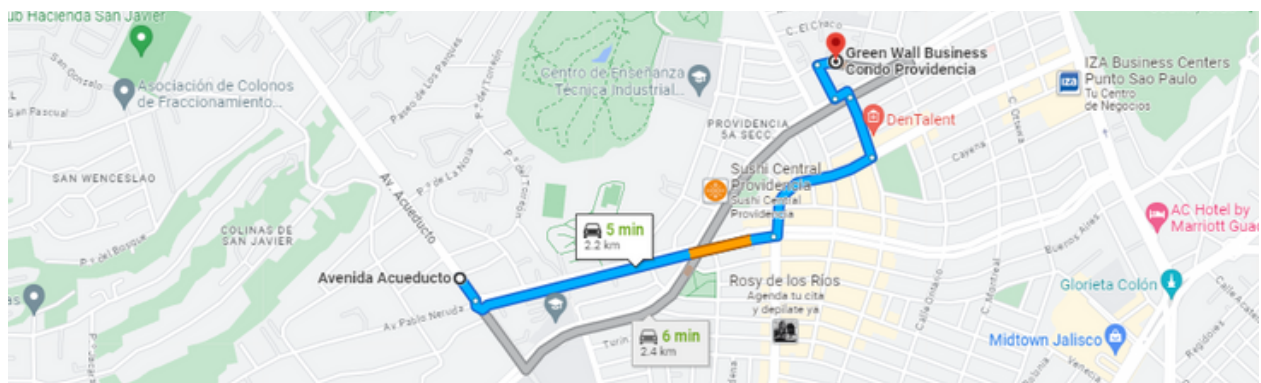 ub Hacienda San Javier
San Gonzalo
San Pascual
Asociación de Colonos
de Fraccionamiento...
SAN WENCESLAO
P.º del Bosque
COLINAS DE
SAN JAVIER
Paseo de Los Parques
P.º del Torreón
P.º de La Noria
P.º del Torreón
Av. Acueducto
Avenida Acueducto
Av Pablo Neruda
Centro de Enseñanza
Técnica Industrial...
C. El Chaco
Green Wall Business
Condo Providencia
PROVIDENCIA
5A SECC.
DenTalent
Sushi Central
Providencia
Sushi Central
Providencia
5 min
2.2 km
6 min
2.4 km
Turín
Rosy de los Ríos
Agenda tu cita
y depílate ya
IZA
IZA Business Centers
Punto Sao Paulo
Tu Centro
de Negocios
C. Ottawa
Cayena
AC Hotel by
Marriott Gua
Buenos Aires
C. Montreal
Calle Ontario
Glorieta Colón
Midtown Jalisco
Venecia